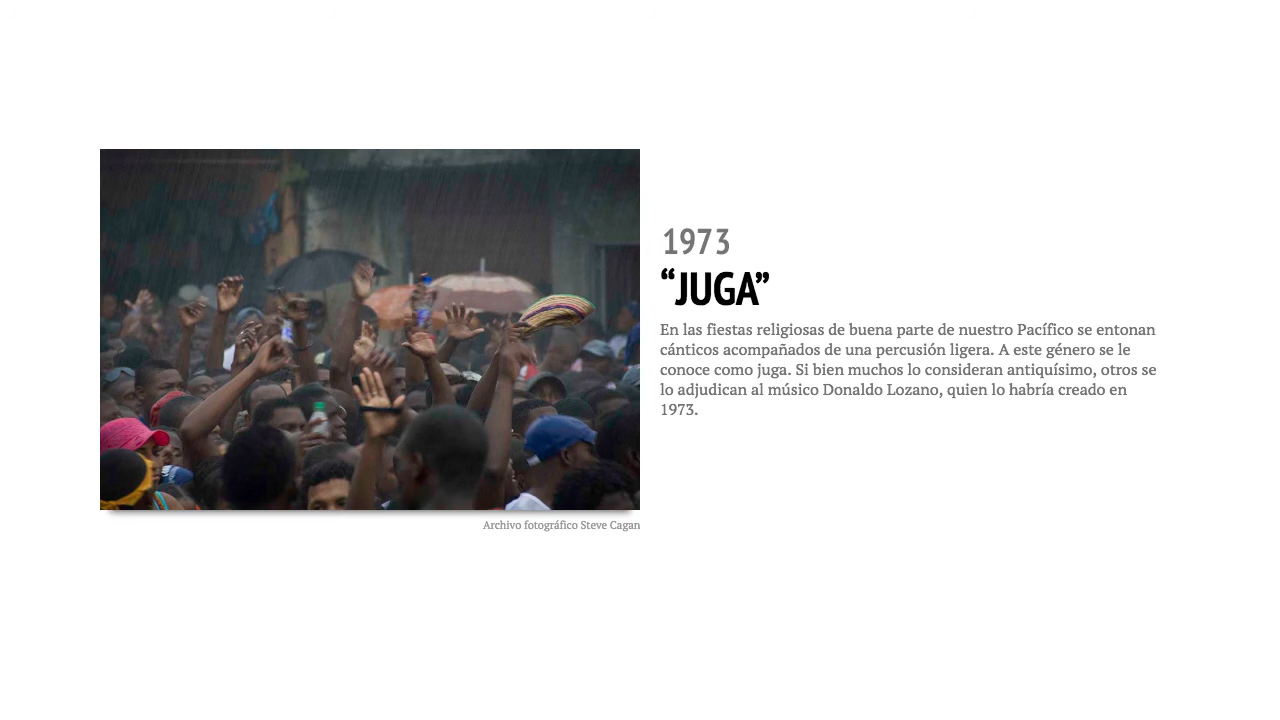 1973
“JUGA”
En las fiestas religiosas de buena parte de nuestro Pacífico se entonan
cánticos acompañados de una percusión ligera. A este género se le
conoce como juga. Si bien muchos lo consideran antiquísimo, otros se
lo adjudican al músico Donaldo Lozano, quien lo habría creado en
1973.
Archivo fotográfico Steve Cagan